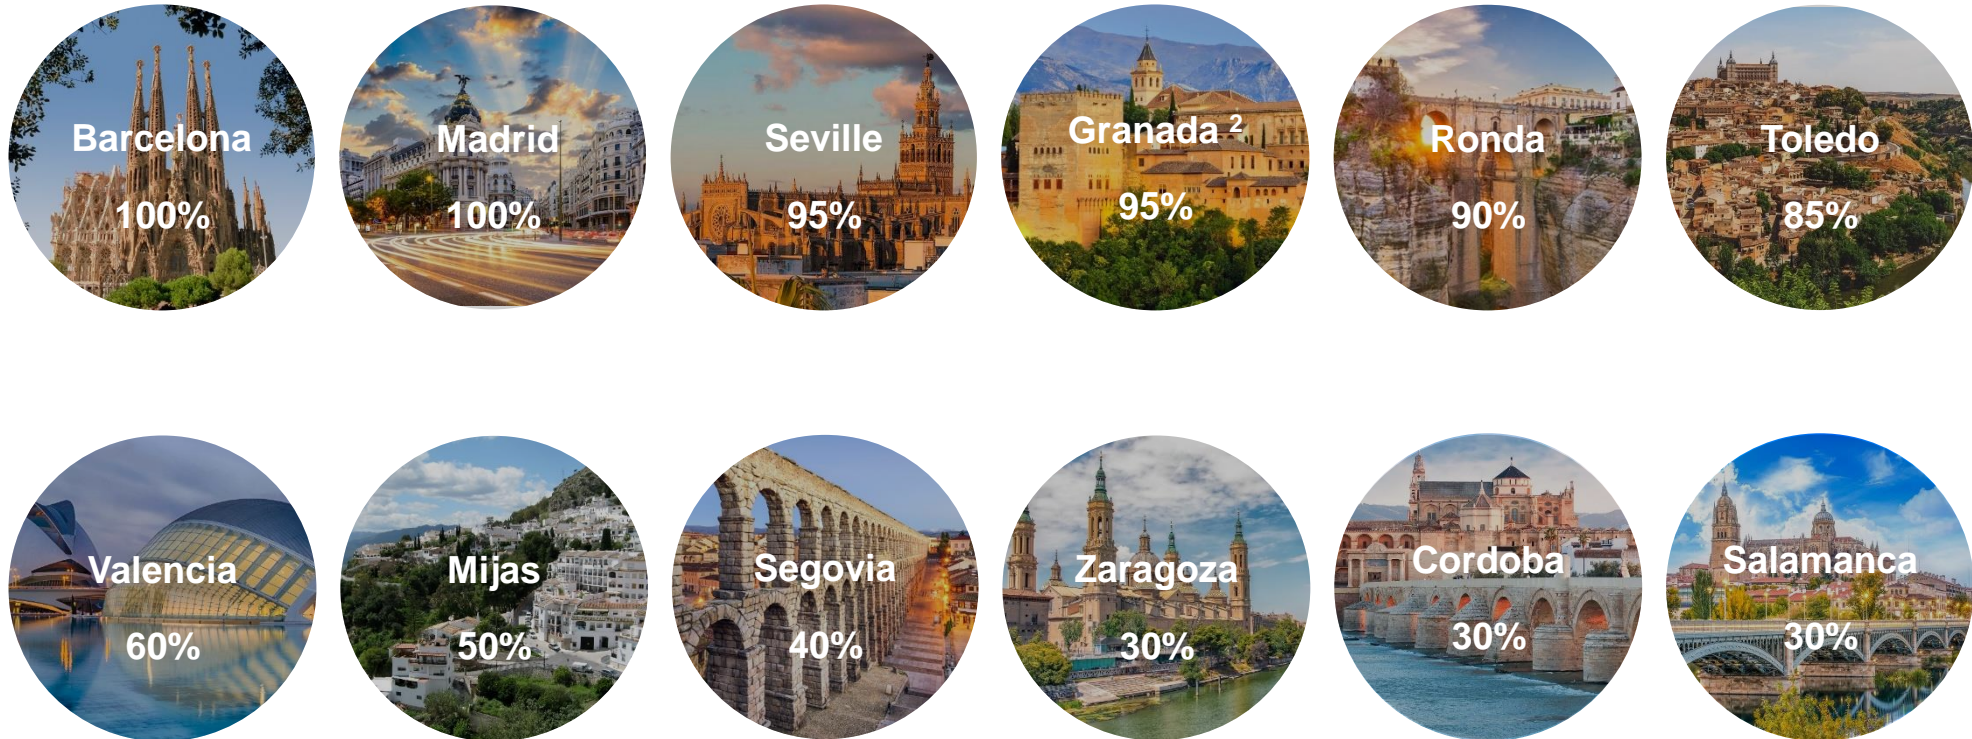 Barcelona
100%
Madrid
100%
Seville
95%
Granada 2
95%
Ronda
90%
Toledo
85%
Valencia
60%
Mijas
50%
Segovia
40%
Zaragoza
30%
Cordoba
30%
Salamanca
30%